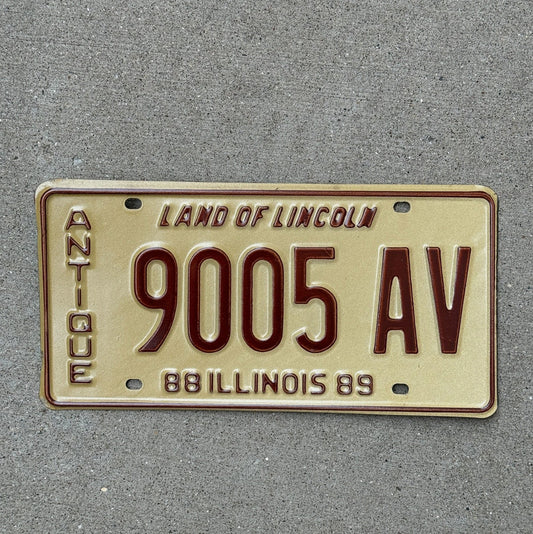 LAND OF LINCOLN
ANTIQUE
9005 AV
88 ILLINOIS 89